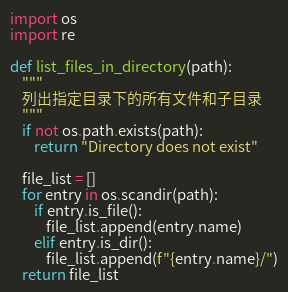 import os
import re

def list_files_in_directory(path):
    """
    列出指定目录下的所有文件和子目录
    """
    if not os.path.exists(path):
        return "Directory does not exist"

    file_list = []
    for entry in os.scandir(path):
        if entry.is_file():
            file_list.append(entry.name)
        elif entry.is_dir():
            file_list.append(f"{entry.name}/")
    return file_list